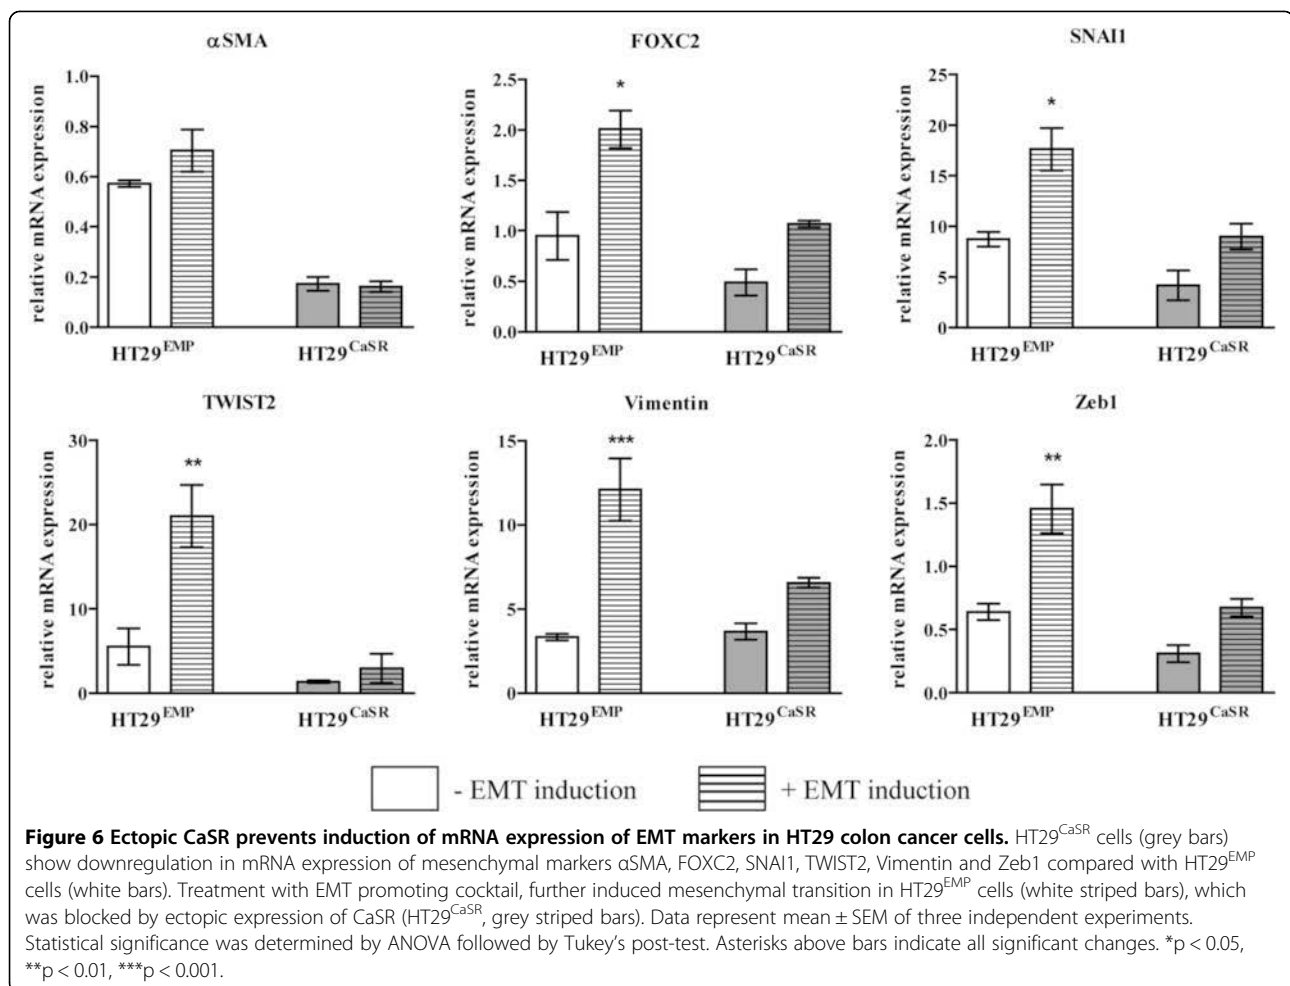 αSMA
FOXC2
SNAI1
relative mRNA expression
1.0
0.8
0.6
0.4
0.2
0.0
HT29EMP
HT29CaSR
relative mRNA expression
2.5
2.0
1.5
1.0
0.5
0.0
*
HT29EMP
HT29CaSR
relative mRNA expression
25
20
15
10
5
0
*
HT29EMP
HT29CaSR
TWIST2
Vimentin
Zeb1
relative mRNA expression
30
20
10
0
**
HT29EMP
HT29CaSR
relative mRNA expression
15
10
5
0
***
HT29EMP
HT29CaSR
relative mRNA expression
2.0
1.5
1.0
0.5
0.0
**
HT29EMP
HT29CaSR
- EMT induction
+ EMT induction
Figure 6 Ectopic CaSR prevents induction of mRNA expression of EMT markers in HT29 colon cancer cells. HT29CaSR cells (grey bars)
show downregulation in mRNA expression of mesenchymal markers αSMA, FOXC2, SNAI1, TWIST2, Vimentin and Zeb1 compared with HT29EMP
cells (white bars). Treatment with EMT promoting cocktail, further induced mesenchymal transition in HT29EMP cells (white striped bars), which
was blocked by ectopic expression of CaSR (HT29CaSR, grey striped bars). Data represent mean ± SEM of three independent experiments.
Statistical significance was determined by ANOVA followed by Tukey's post-test. Asterisks above bars indicate all significant changes. *p < 0.05,
**p < 0.01, ***p < 0.001.